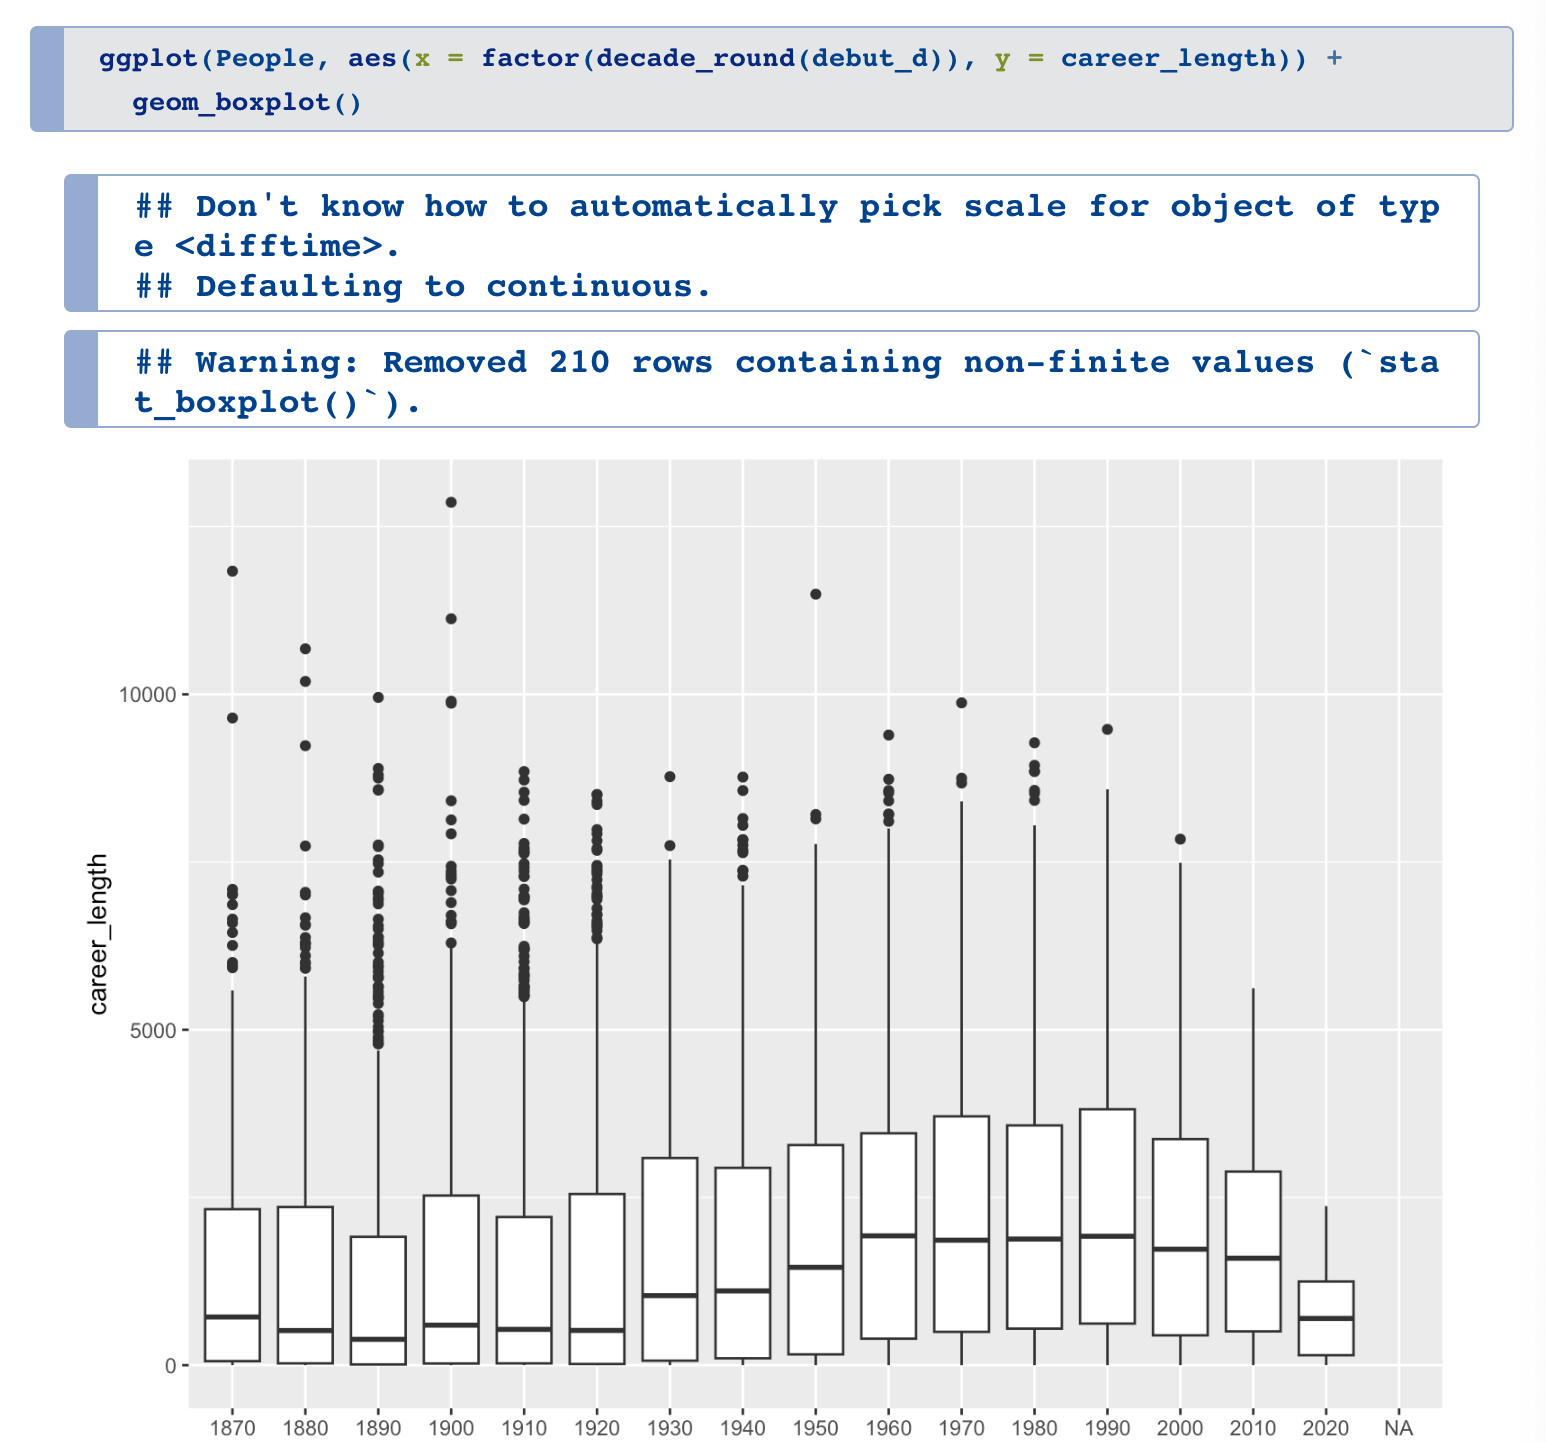 ggplot(People, aes(x = factor(decade_round(debut_d)), y = career_length)) +
  geom_boxplot()
## Don't know how to automatically pick scale for object of typ
e <difftime>.
## Defaulting to continuous.
## Warning: Removed 210 rows containing non-finite values (`sta
t_boxplot()`).
career_length
10000
5000
0
1870 1880 1890 1900 1910 1920 1930 1940 1950 1960 1970 1980 1990 2000 2010 2020 NA